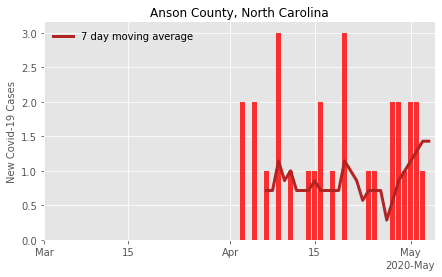 Anson County, North Carolina
7 day moving average
New Covid-19 Cases
3.0
2.5
2.0
1.5
1.0
0.5
0.0
Mar 15 Apr 15 May
2020-May